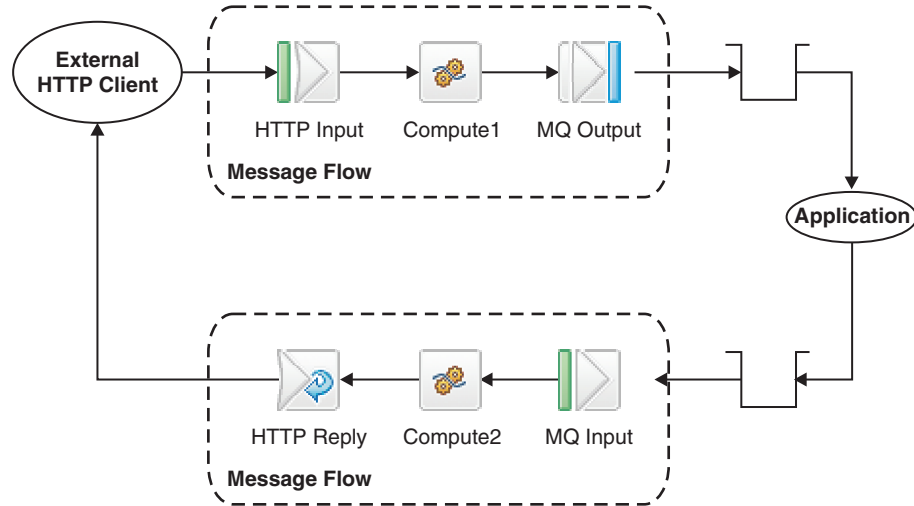 External
HTTP Client
HTTP Input
Compute1
MQ Output
Message Flow
Application
HTTP Reply
Compute2
MQ Input
Message Flow